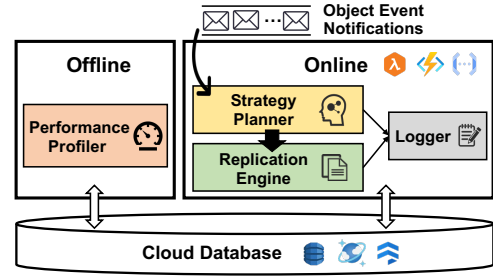 Object Event
Notifications
Offline
Online
Performance
Profiler
Strategy
Planner
Replication
Engine
Logger
Cloud Database